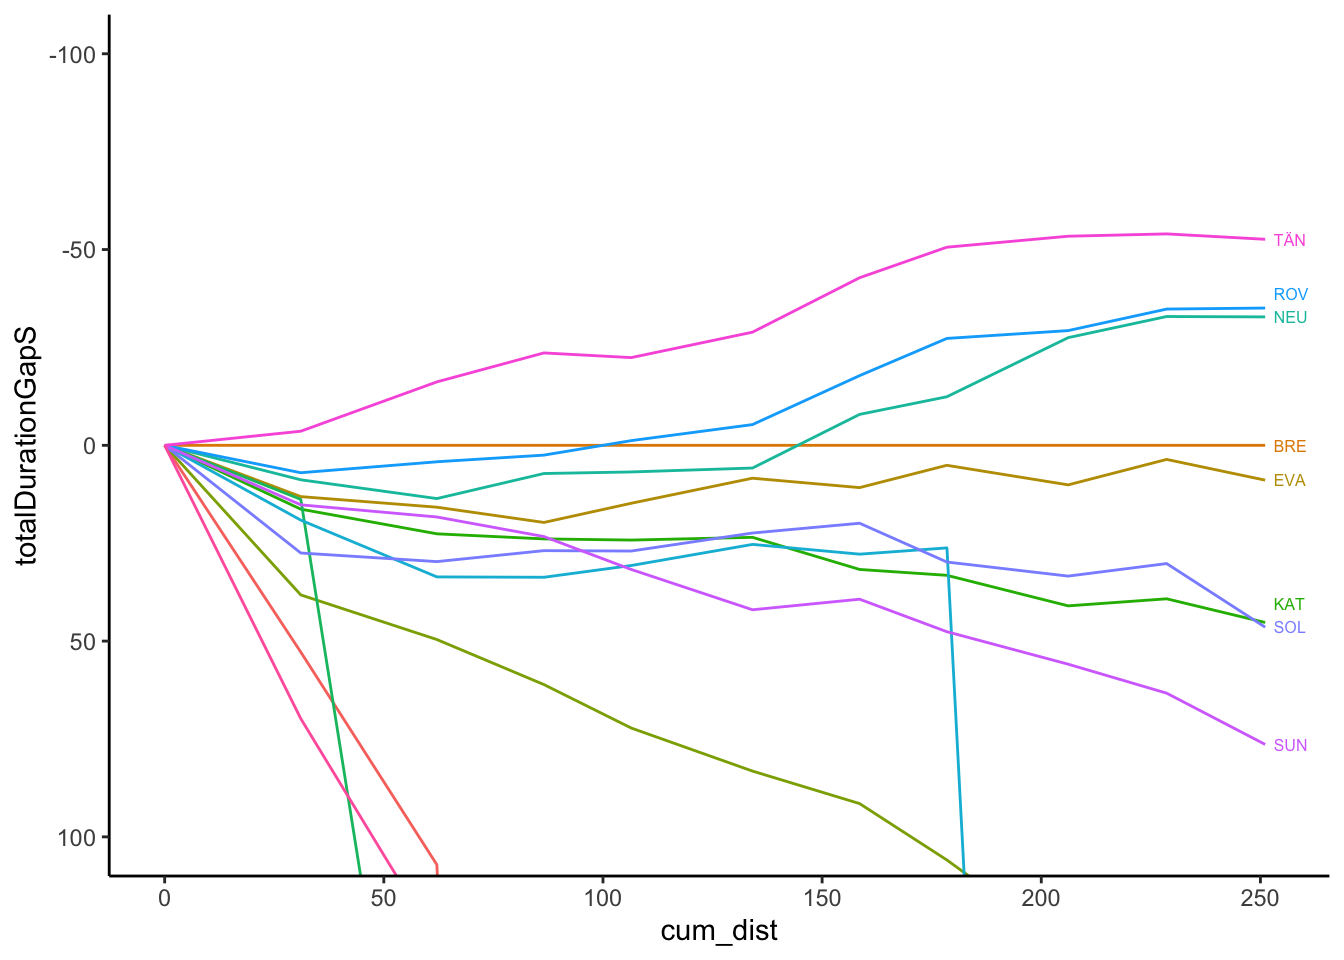 -100
-50
0
50
100
totalDurationGapS
TÄN
ROV
NEU
BRE
EVA
KAT
SOL
SUN
0 50 100 150 200 250
cum_dist